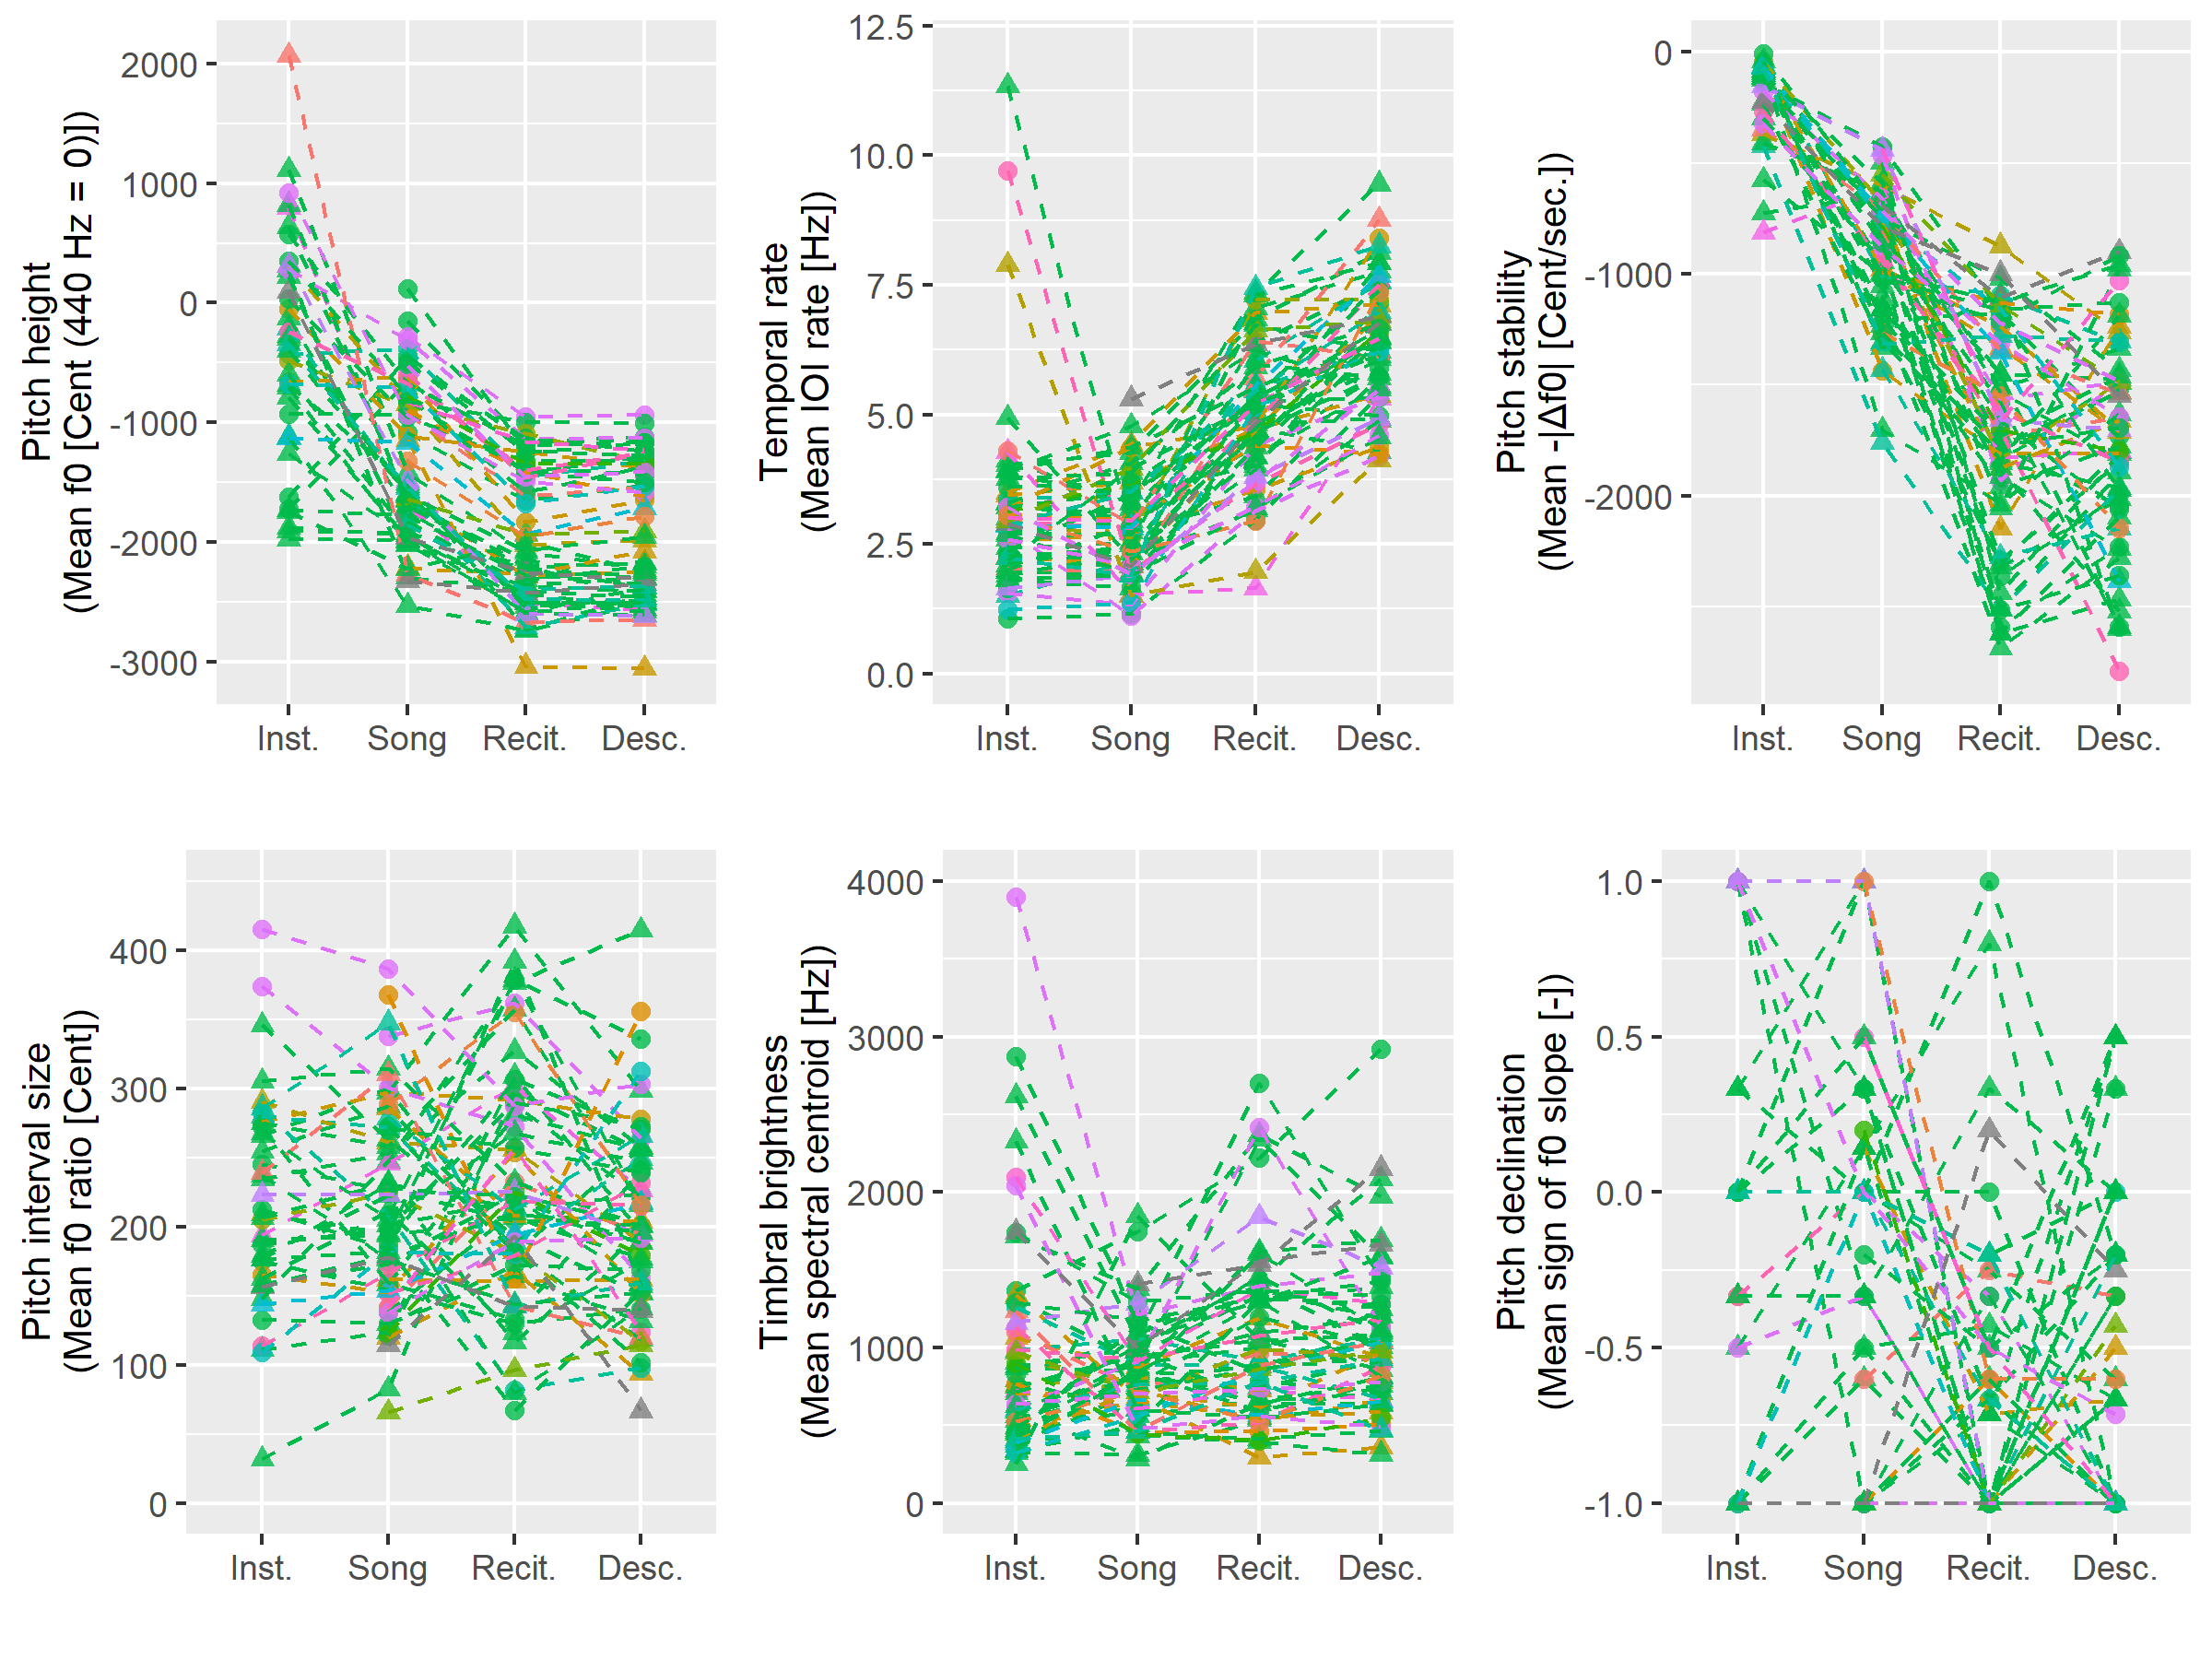 Pitch height
(Mean f0 [Cent (440 Hz = 0)])
2000
1000
0
-1000
-2000
-3000
Inst. Song Recit. Desc.
Temporal rate
(Mean IOI rate [Hz])
12.5
10.0
7.5
5.0
2.5
0.0
Inst. Song Recit. Desc.
Pitch stability
(Mean -|Δf0| [Cent/sec.])
0
-1000
-2000
Inst. Song Recit. Desc.
Pitch interval size
(Mean f0 ratio [Cent])
400
300
200
100
0
Inst. Song Recit. Desc.
Timbral brightness
(Mean spectral centroid [Hz])
4000
3000
2000
1000
0
Inst. Song Recit. Desc.
Pitch declination
(Mean sign of f0 slope [-])
1.0
0.5
0.0
-0.5
-1.0
Inst. Song Recit. Desc.